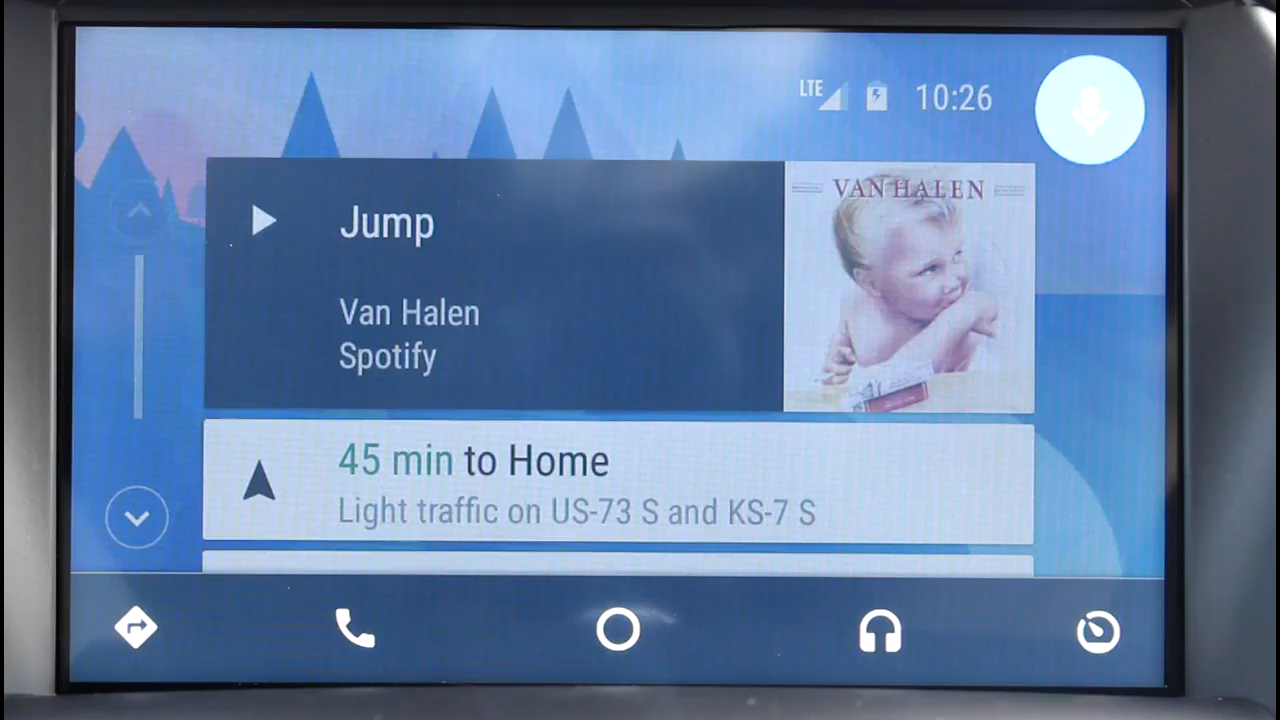 LTE
10:26
Jump
Van Halen
Spotify
VAN HALEN
45 min to Home
Light traffic on US-73 S and KS-7 S